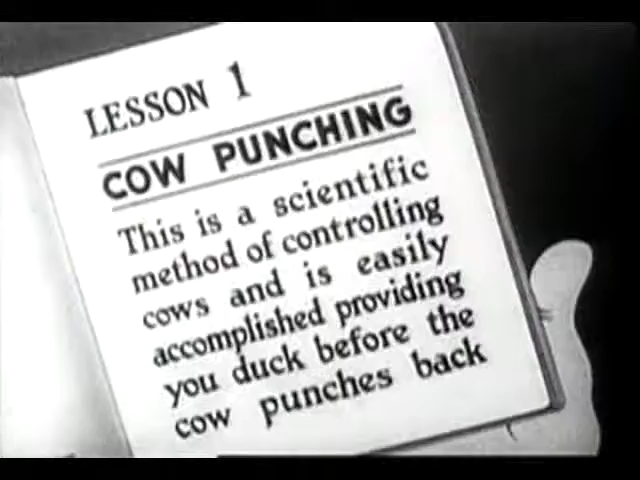 LESSON 1
COW PUNCHING
This is a scientific
method of controlling
cows and is easily
accomplished providing
you duck before the
cow punches back